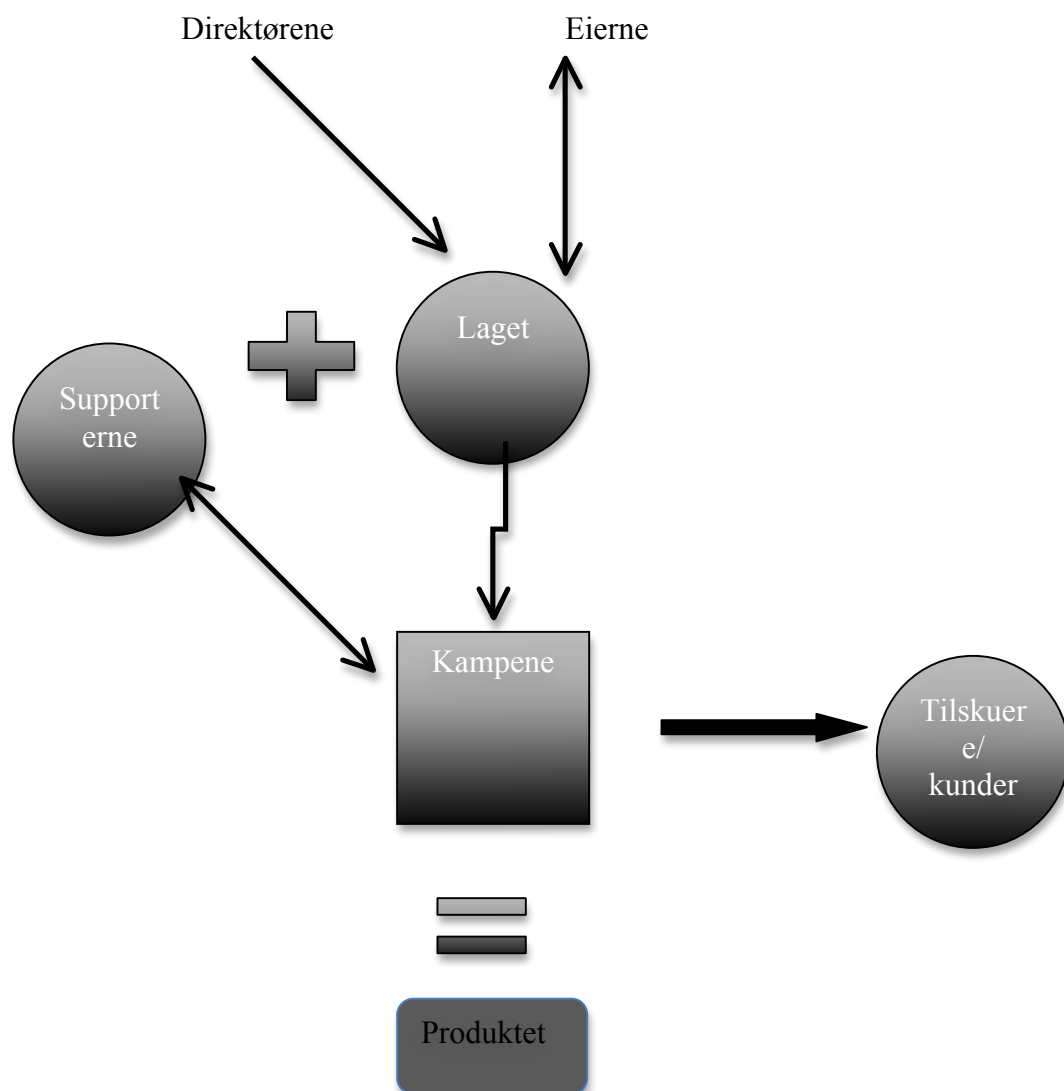 Direktørene
Eierne
Laget
Support
erne
Kampene
Tilskuer
e/
kunder
Produktet